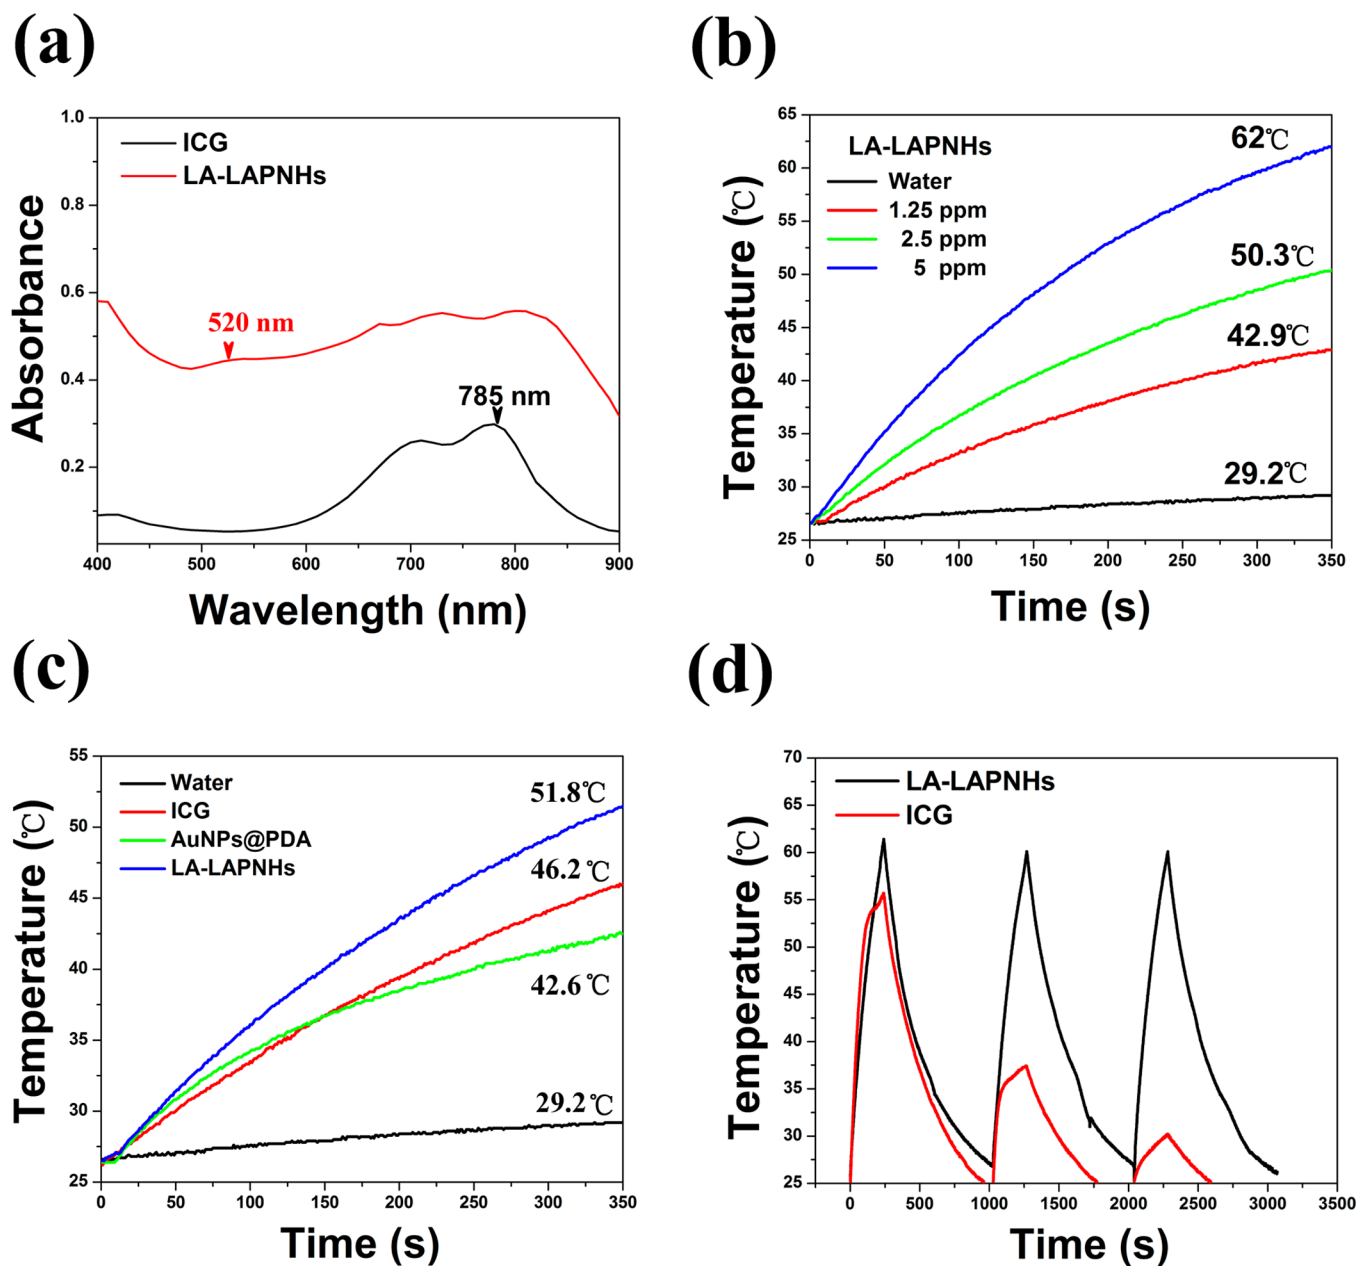 (a)
1.0
0.8
0.6
0.4
0.2
400 500 600 700 800 900
ICG
LA-LAPNHs
520 nm
785 nm
Absorbance
Wavelength (nm)
(b)
65
60
55
50
45
40
35
30
25
0 50 100 150 200 250 300 350
LA-LAPNHs
Water
1.25 ppm
2.5 ppm
5 ppm
62℃
50.3℃
42.9℃
29.2℃
Temperature (℃)
Time (s)
(c)
55
50
45
40
35
30
25
0 50 100 150 200 250 300 350
Water
ICG
AuNPs@PDA
LA-LAPNHs
51.8℃
46.2℃
42.6℃
29.2℃
Temperature (℃)
Time (s)
(d)
70
65
60
55
50
45
40
35
30
25
0 500 1000 1500 2000 2500 3000 3500
LA-LAPNHs
ICG
Temperature (℃)
Time (s)